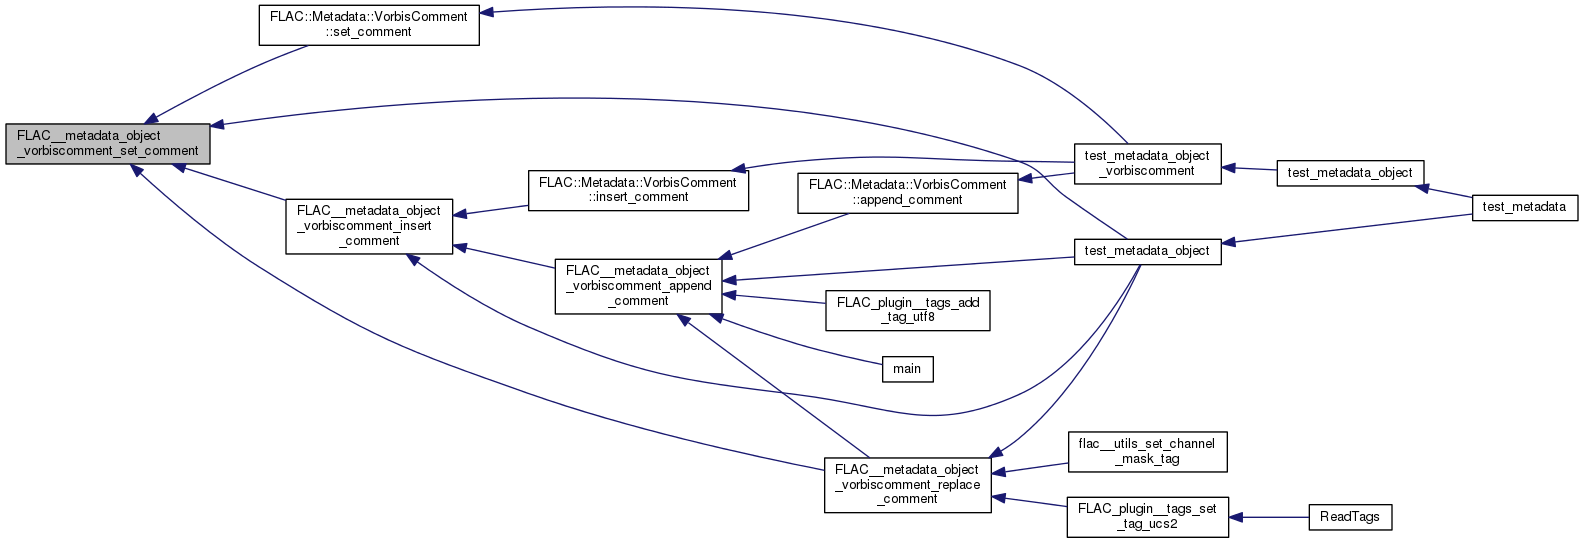 FLAC::Metadata::VorbisComment
::set_comment
FLAC__metadata_object
_vorbiscomment_set_comment
FLAC__metadata_object
_vorbiscomment_insert
_comment
FLAC::Metadata::VorbisComment
::insert_comment
FLAC__metadata_object
_vorbiscomment_append
_comment
FLAC::Metadata::VorbisComment
::append_comment
FLAC_plugin__tags_add
_tag_utf8
main
FLAC__metadata_object
_vorbiscomment_replace
_comment
test_metadata_object
_vorbiscomment
test_metadata_object
flac__utils_set_channel
_mask_tag
FLAC_plugin__tags_set
_tag_ucs2
test_metadata_object
ReadTags
test_metadata